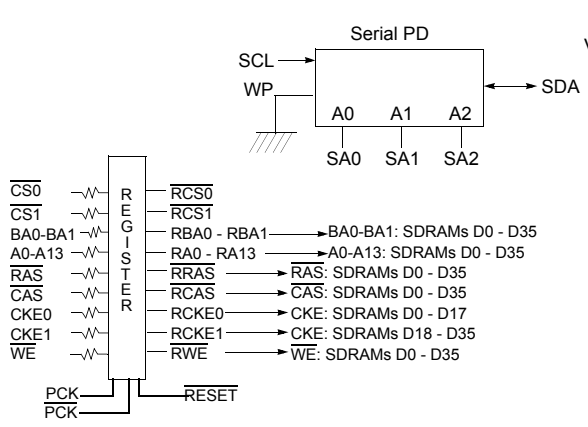 Serial PD
SCL
WP
SDA
A0 A1 A2
SA0 SA1 SA2
REGISTER
CS0 RCS0
CS1 RCS1
BA0-BA1 RBA0 - RBA1 BA0-BA1: SDRAMs D0 - D35
A0-A13 RA0 - RA13 A0-A13: SDRAMs D0 - D35
RAS RRAS RAS: SDRAMs D0 - D35
CAS RCAS CAS: SDRAMs D0 - D35
CKE0 RCKE0 CKE: SDRAMs D0 - D17
CKE1 RCKE1 CKE: SDRAMs D18 - D35
WE RWE WE: SDRAMs D0 - D35
PCK RESET
PCK